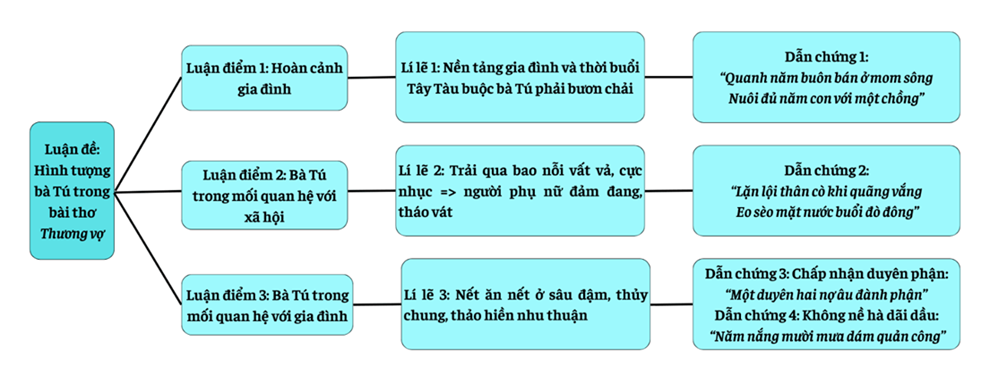 Luận đề:
Hình tượng
bà Tú trong
bài thơ
Thương vợ
Luận điểm 1: Hoàn cảnh
gia đình
Lí lẽ 1: Nền tảng gia đình và thời buổi
Tây Tàu buộc bà Tú phải bươn chải
Dẫn chứng 1:
“Quanh năm buôn bán ở mom sông
Nuôi đủ năm con với một chồng”
Luận điểm 2: Bà Tú
trong mối quan hệ với
xã hội
Lí lẽ 2: Trải qua bao nỗi vất vả, cực
nhục => người phụ nữ đảm đang,
tháo vát
Dẫn chứng 2:
“Lặn lội thân cò khi quãng vắng
Eo sèo mặt nước buổi đò đông”
Luận điểm 3: Bà Tú trong
mối quan hệ với gia đình
Lí lẽ 3: Nết ăn nết ở sâu đậm, thủy
chung, thảo hiền nhu thuận
Dẫn chứng 3: Chấp nhận duyên phận:
“Một duyên hai nợ âu đành phận”
Dẫn chứng 4: Không nề hà dãi dầu:
“Năm nắng mười mưa dám quản công”